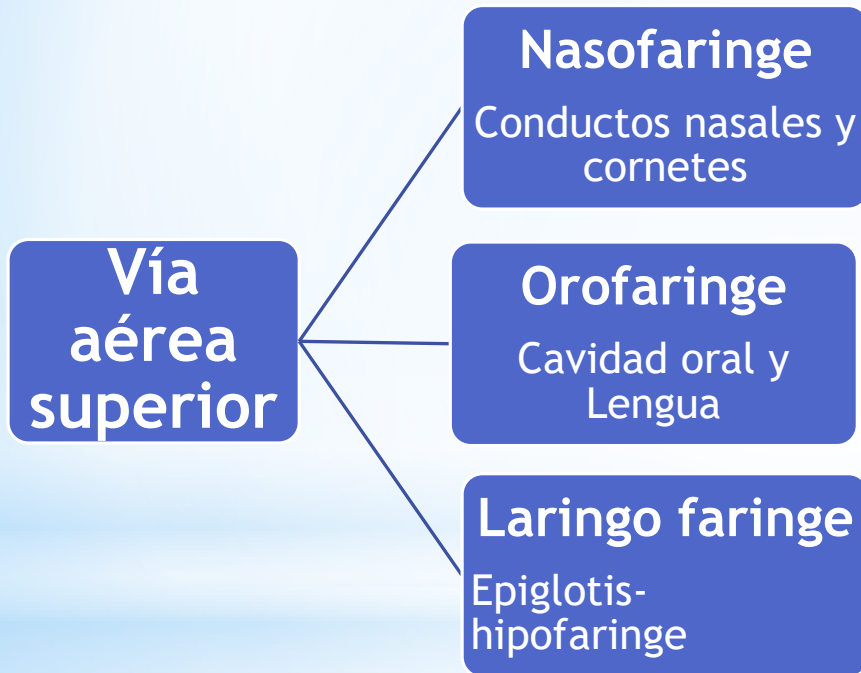 Nasofaringe
Conductos nasales y
cornetes
Vía
aérea
superior
Orofaringe
Cavidad oral y
Lengua
Laringo faringe
Epiglotis-
hipofaringe